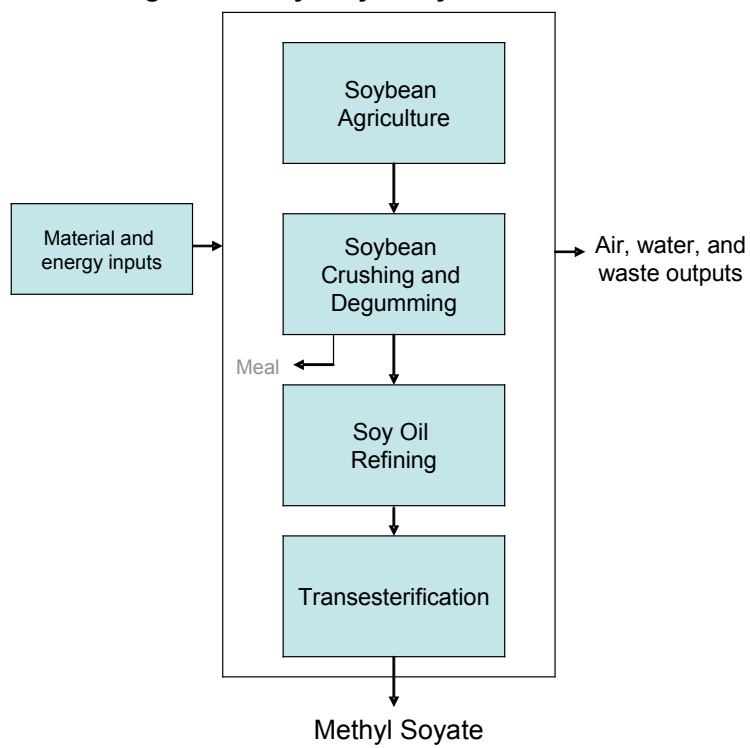 Soybean
Agriculture
Material and
energy inputs
Soybean
Crushing and
Degumming
Air, water, and
waste outputs
Meal
Soy Oil
Refining
Transesterification
Methyl Soyate